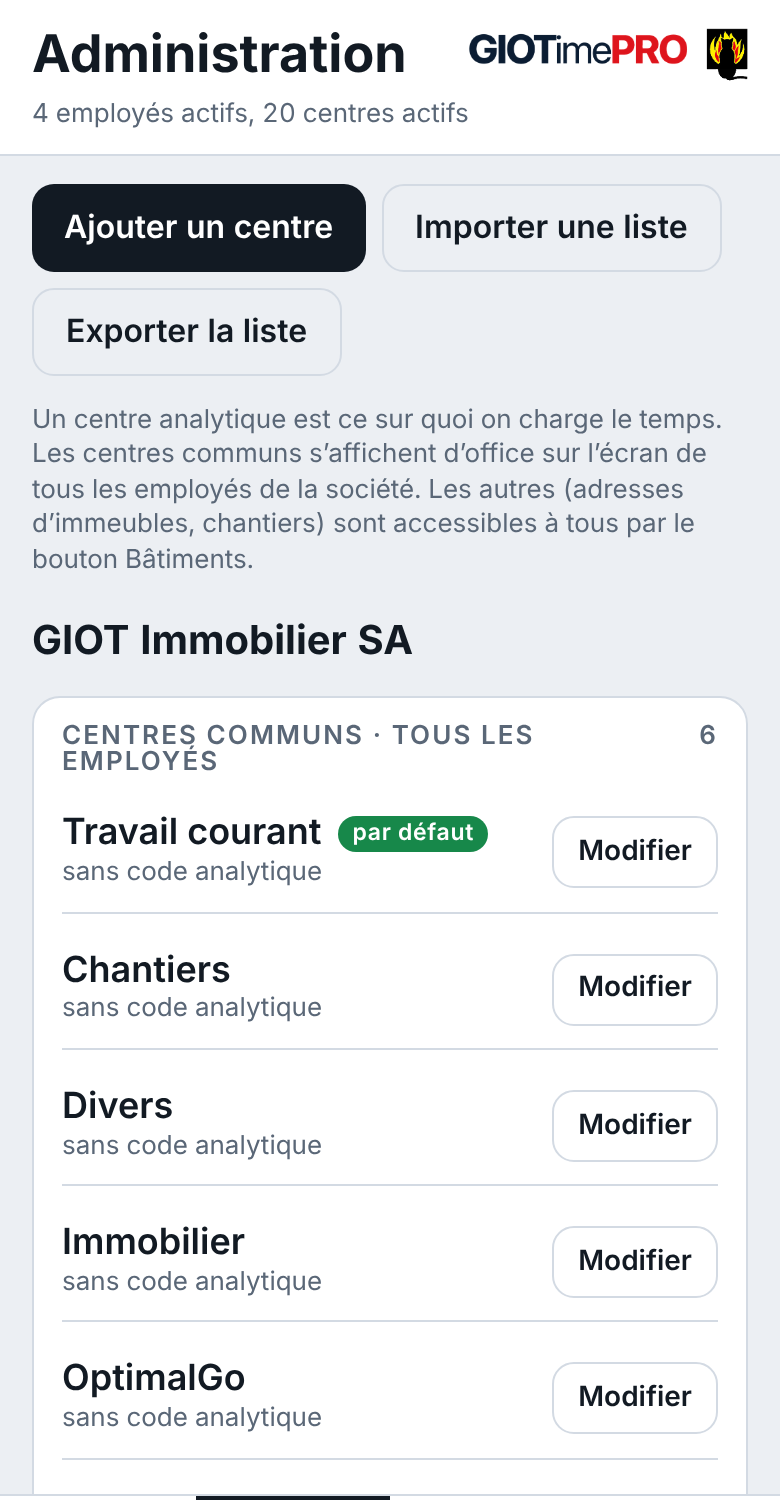 Administration
GIOTimePRO
4 employés actifs, 20 centres actifs
Ajouter un centre
Importer une liste
Exporter la liste
Un centre analytique est ce sur quoi on charge le temps.
Les centres communs s’affichent d’office sur l’écran de
tous les employés de la société. Les autres (adresses
d’immeubles, chantiers) sont accessibles à tous par le
bouton Bâtiments.
GIOT Immobilier SA
CENTRES COMMUNS · TOUS LES
EMPLOYÉS
6
Travail courant par défaut
sans code analytique
Modifier
Chantiers
sans code analytique
Modifier
Divers
sans code analytique
Modifier
Immobilier
sans code analytique
Modifier
OptimalGo
sans code analytique
Modifier